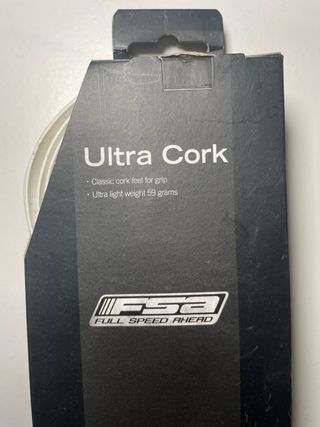 Ultra Cork
· Classic cork feel for grip
· Ultra light weight 59 grams
FSA
FULL SPEED AHEAD